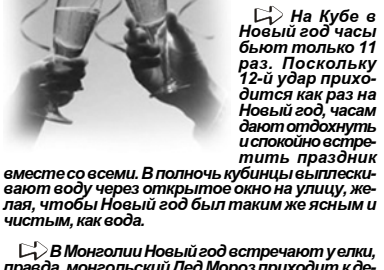 На Кубе в
Новый год часы
бьют только 11
раз. Поскольку
12-й удар прихо-
дится как раз на
Новый год, часам
дают отдохнуть
и спокойно встре-
тить праздник
вместе со всеми. В полночь кубинцы выплески-
вают воду через открытое окно на улицу, же-
лая, чтобы Новый год был таким же ясным и
чистым, как вода.
В Монголии Новый год встречают у елки,
правда, монгольский Дед Мороз приходит к де-